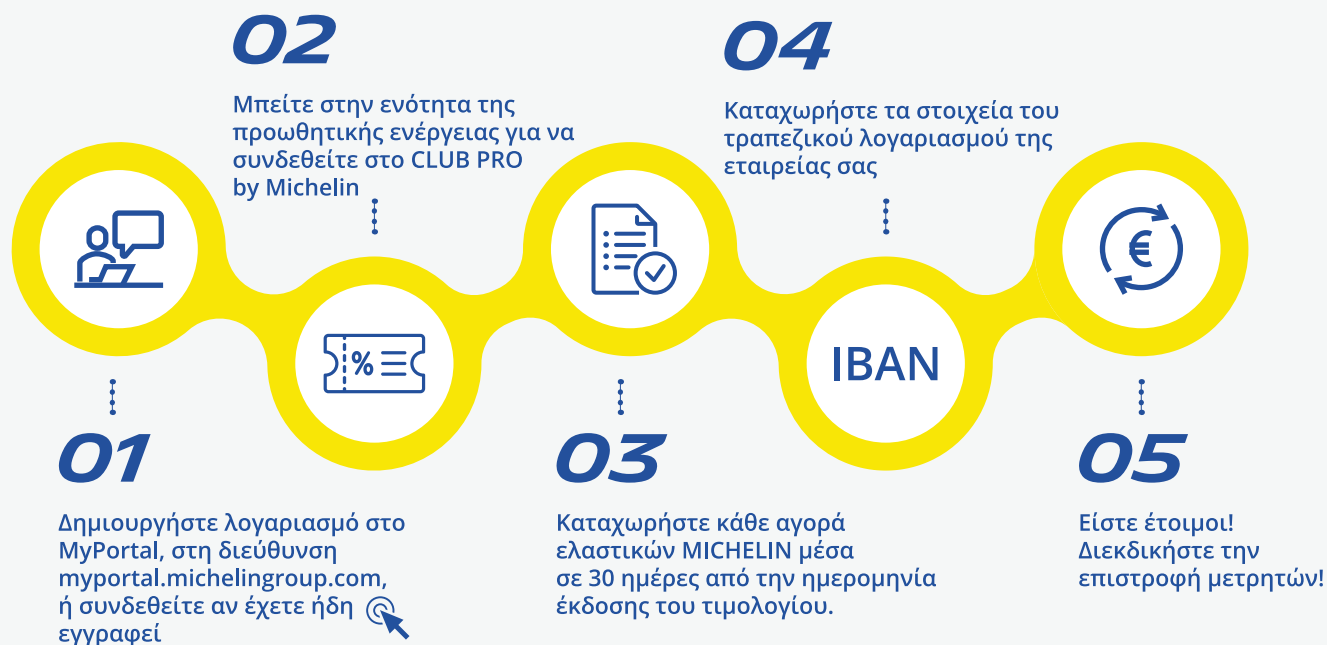 01
Δημιουργήστε λογαριασμό στο
MyPortal, στη διεύθυνση
myportal.michelingroup.com,
ή συνδεθείτε αν έχετε ήδη
εγγραφεί
02
Μπείτε στην ενότητα της
προωθητικής ενέργειας για να
συνδεθείτε στο CLUB PRO
by Michelin
%
03
Καταχωρήστε κάθε αγορά
ελαστικών MICHELIN μέσα
σε 30 ημέρες από την ημερομηνία
έκδοσης του τιμολογίου.
04
Καταχωρήστε τα στοιχεία του
τραπεζικού λογαριασμού της
εταιρείας σας
IBAN
€
05
Είστε έτοιμοι!
Διεκδικήστε την
επιστροφή μετρητών!